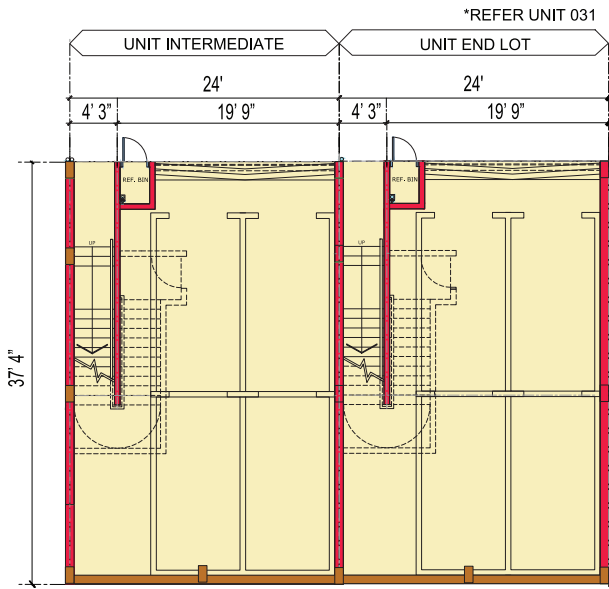 *REFER UNIT 031
UNIT INTERMEDIATE
UNIT END LOT
24'
24'
4' 3”
19' 9”
4' 3”
19' 9”
REF. BIN
REF. BIN
UP
UP
37' 4”